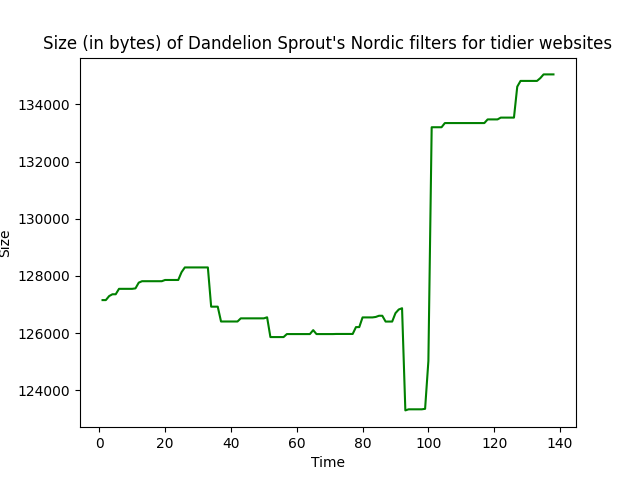 Size (in bytes) of Dandelion Sprout's Nordic filters for tidier websites
134000
132000
130000
128000
126000
124000
Size
0 20 40 60 80 100 120 140
Time